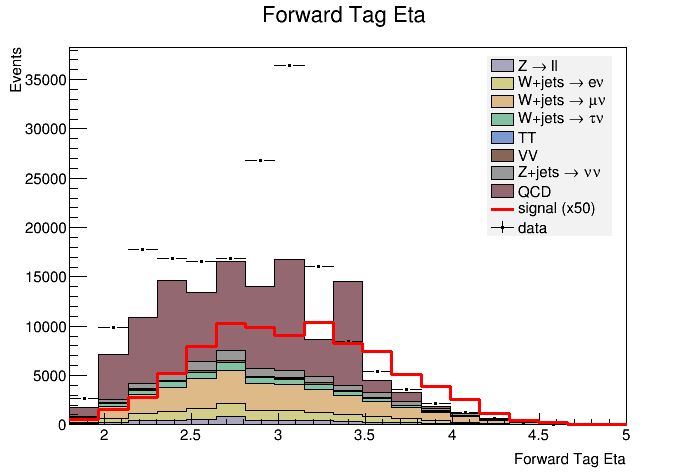 Forward Tag Eta
Events
35000
30000
25000
20000
15000
10000
5000
0
Z → ll
W+jets → eν
W+jets → μν
W+jets → τν
TT
VV
Z+jets → νν
QCD
signal (x50)
data
2 2.5 3 3.5 4 4.5 5
Forward Tag Eta